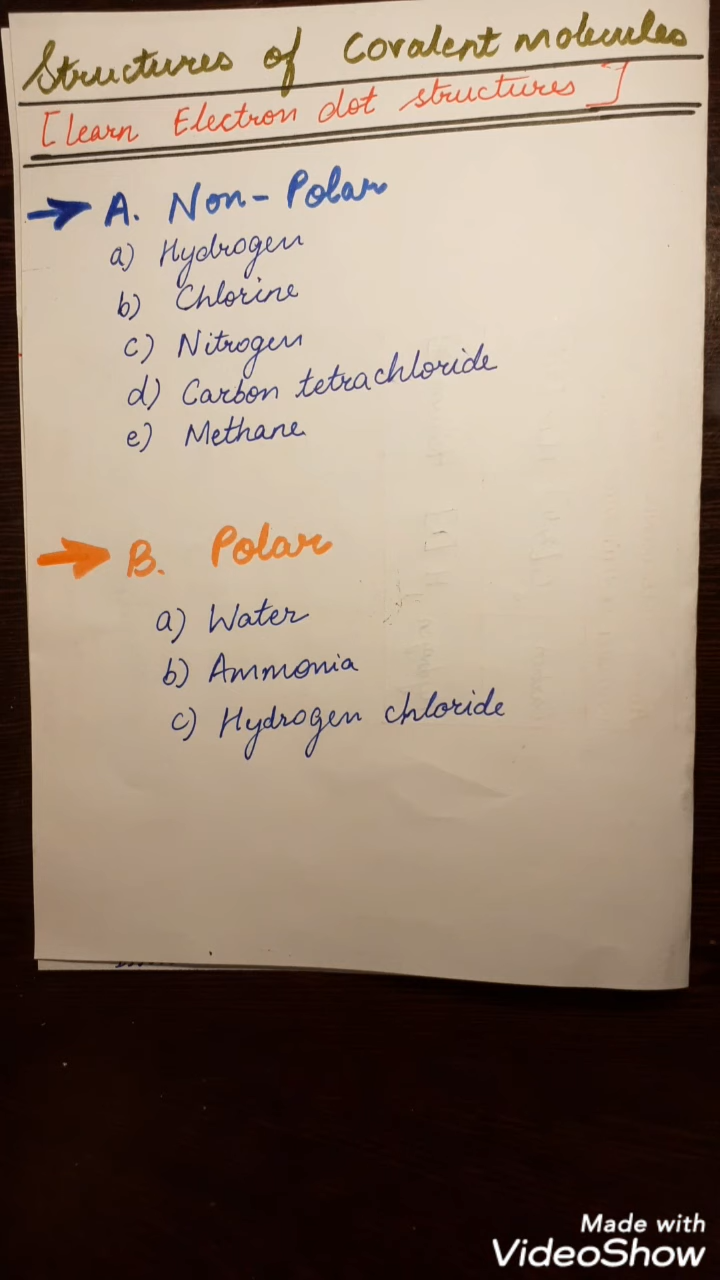 Structures of Covalent molecules
[learn Electron dot structures]
A. Non-Polar
a) Hydrogen
b) Chlorine
c) Nitrogen
d) Carbon tetrachloride
e) Methane
B. Polar
a) Water
b) Ammonia
c) Hydrogen chloride
Made with
VideoShow